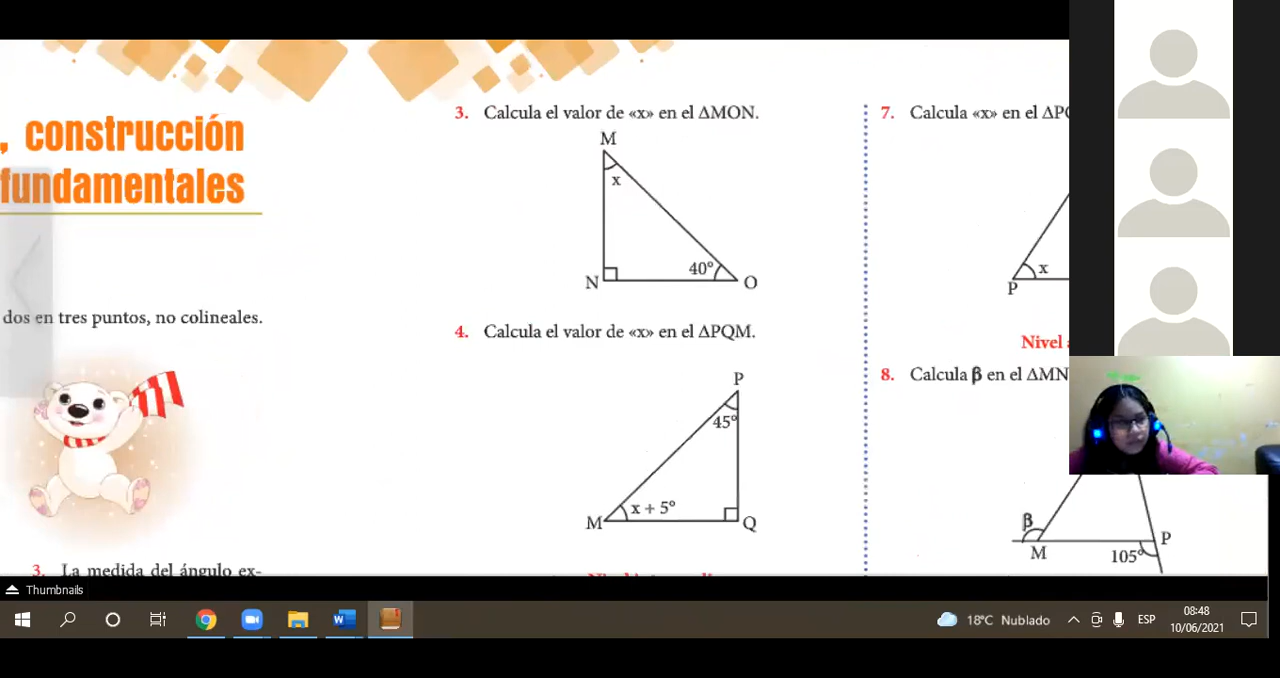 , construcción
fundamentales
dos en tres puntos, no colineales.
3. La medida del ángulo ex-
3. Calcula el valor de «x» en el ΔMON.
M
x
40°
N
O
4. Calcula el valor de «x» en el ΔPQM.
P
45°
x + 5°
M
Q
7. Calcula «x» en el ΔP
x
P
Nivel
8. Calcula β en el ΔMN
β
M
105°
P
Thumbnails
18°C Nublado
ESP
08:48
10/06/2021